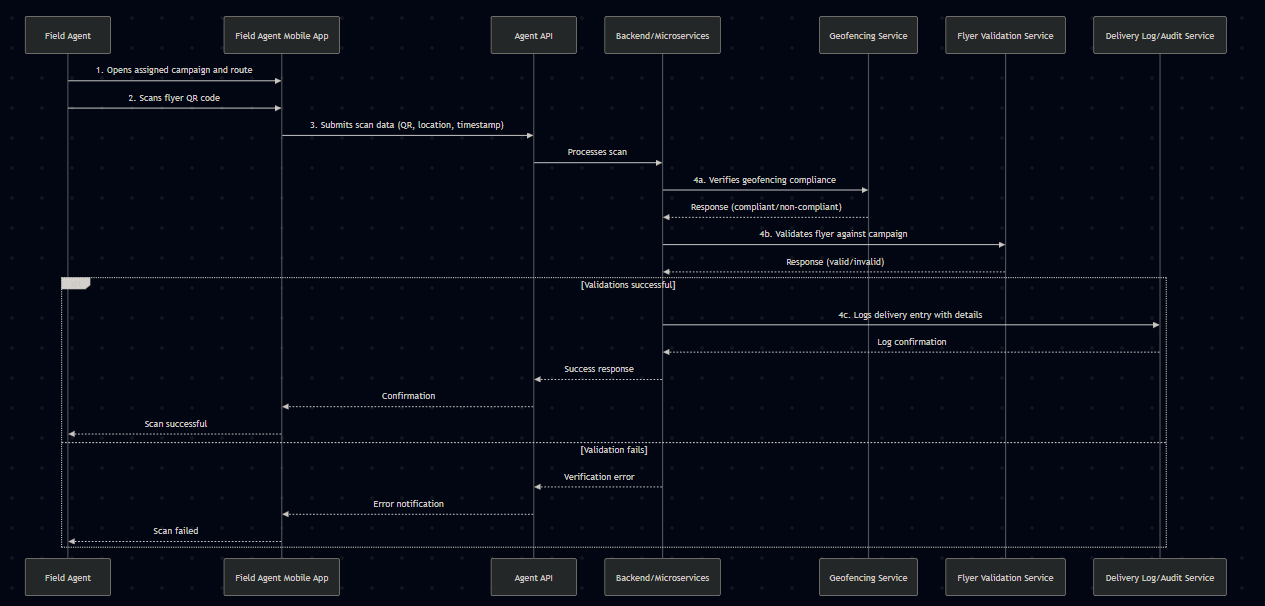 Field Agent
Field Agent Mobile App
Agent API
Backend/Microservices
Geofencing Service
Flyer Validation Service
Delivery Log/Audit Service
1. Opens assigned campaign and route
2. Scans flyer QR code
3. Submits scan data (QR, location, timestamp)
Processes scan
4a. Verifies geofencing compliance
Response (compliant/non-compliant)
4b. Validates flyer against campaign
Response (valid/invalid)
[Validations successful]
4c. Logs delivery entry with details
Log confirmation
Success response
Confirmation
Scan successful
[Validation fails]
Verification error
Error notification
Scan failed
Field Agent
Field Agent Mobile App
Agent API
Backend/Microservices
Geofencing Service
Flyer Validation Service
Delivery Log/Audit Service